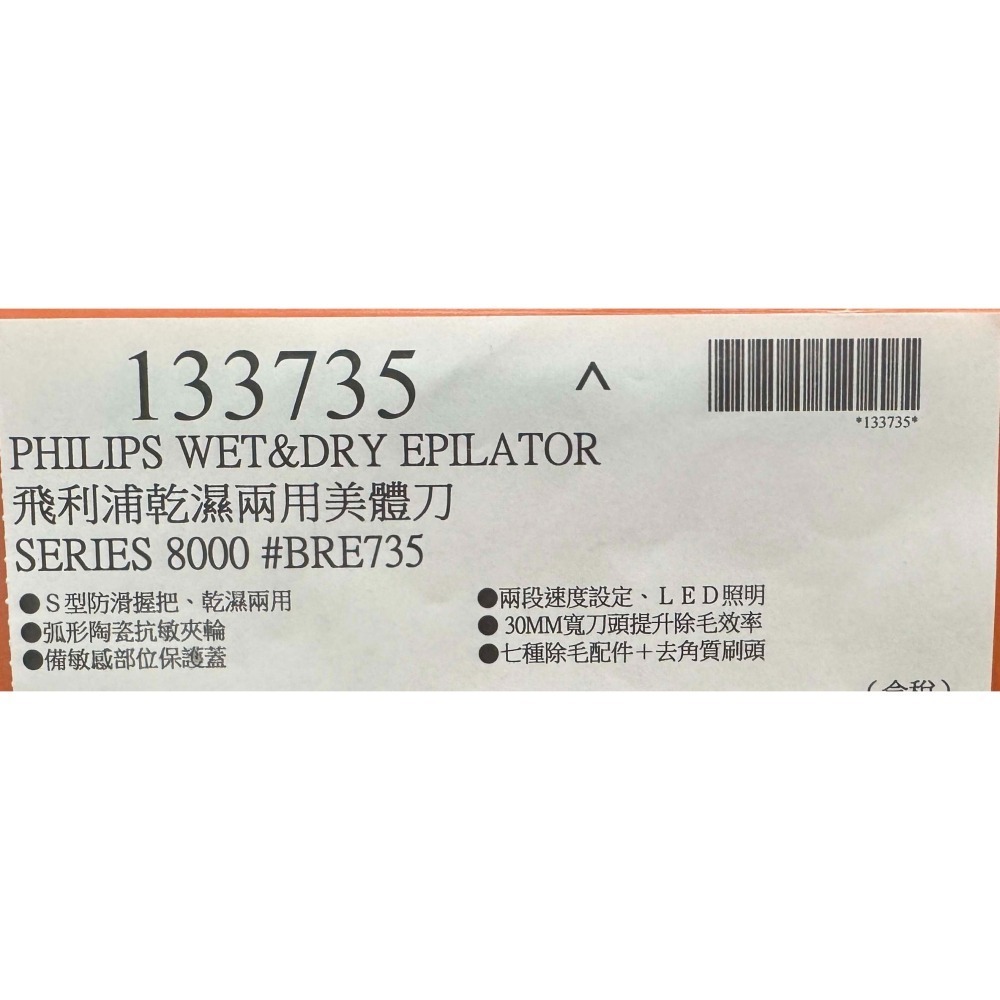 133735 ^
*133735*
PHILIPS WET&DRY EPILATOR
飛利浦乾濕兩用美體刀
SERIES 8000 #BRE735
●S型防滑握把、乾濕兩用
●弧形陶瓷抗敏夾輪
●備敏感部位保護蓋
●兩段速度設定、LED照明
●30MM寬刀頭提升除毛效率
●七種除毛配件+去角質刷頭